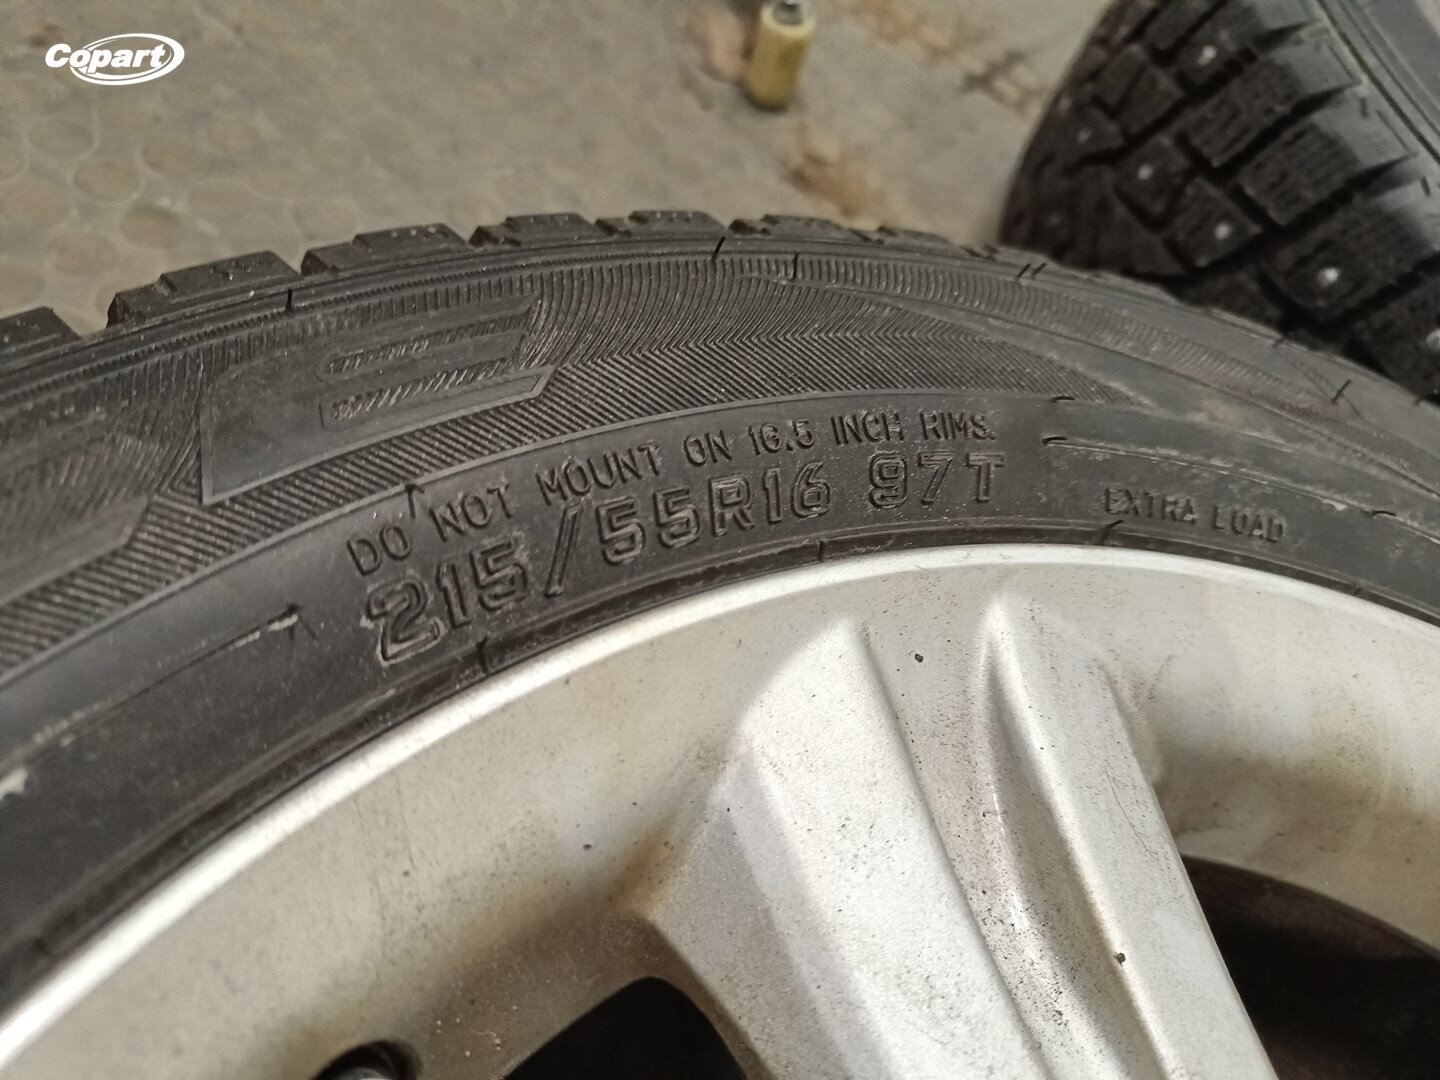 Copart
DO NOT MOUNT ON 16.5 INCH RIMS.
215/55R16 97T
EXTRA LOAD